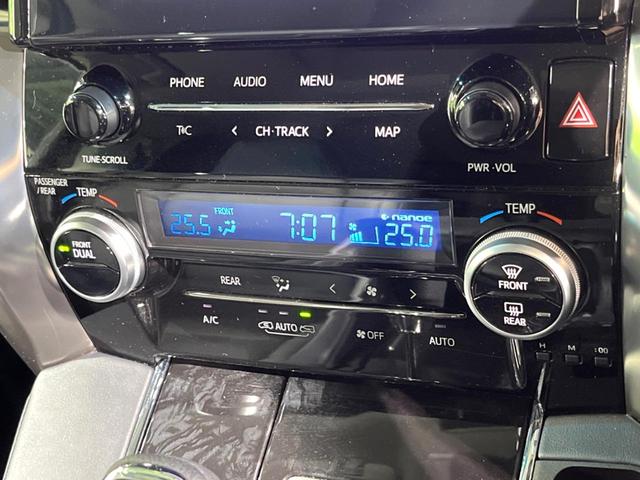 PHONE AUDIO MENU HOME
T·C < CH·TRACK > MAP
TUNE·SCROLL
PWR·VOL
PASSENGER
/REAR
TEMP
TEMP
FRONT
DUAL
FRONT
25.5
7:07
nanoe
25.0
REAR
< >
FRONT
REAR
A/C
AUTO
OFF
AUTO
H M :00